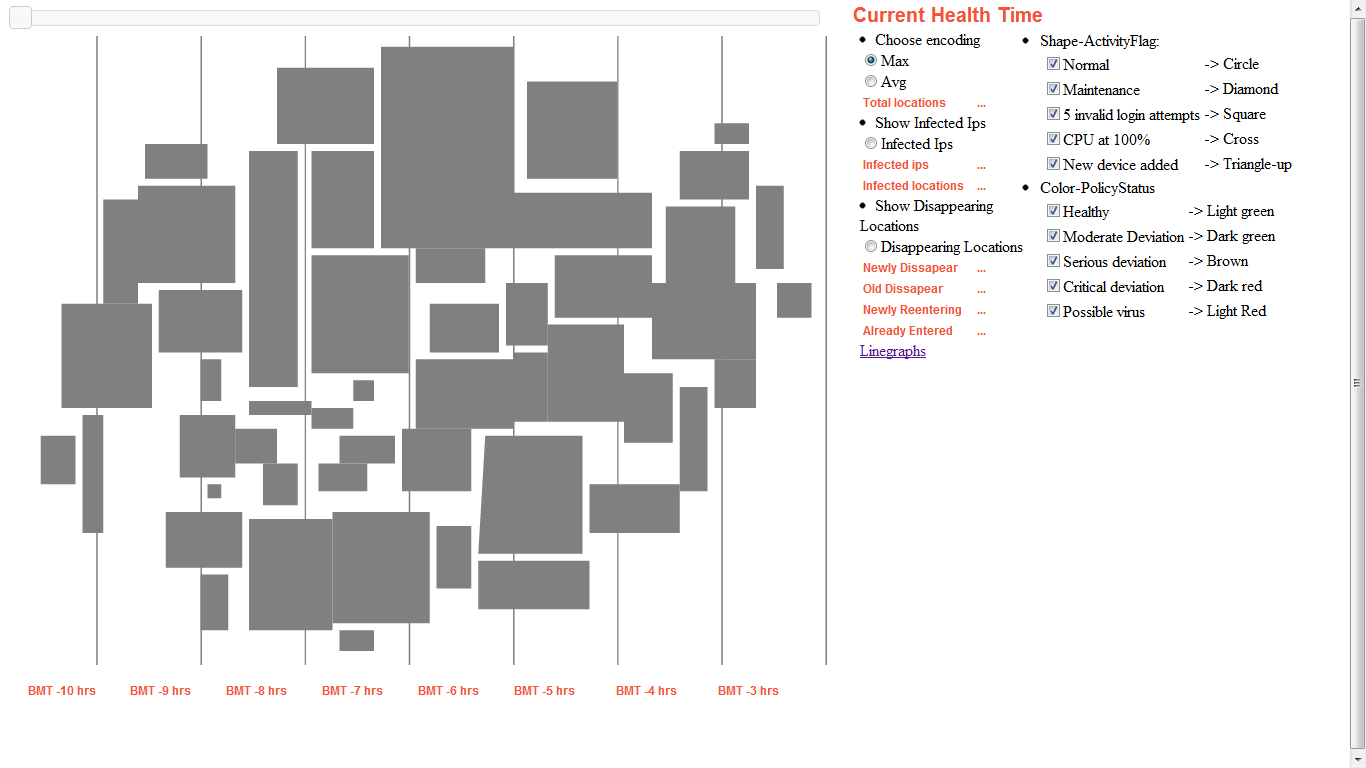 Current Health Time
Choose encoding
Max
Avg
Total locations ...
Show Infected Ips
Infected Ips
Infected ips ...
Infected locations ...
Show Disappearing
Locations
Disappearing Locations
Newly Dissapear ...
Old Dissapear ...
Newly Reentering ...
Already Entered ...
Linegraphs
Shape-ActivityFlag:
Normal -> Circle
Maintenance -> Diamond
5 invalid login attempts -> Square
CPU at 100% -> Cross
New device added -> Triangle-up
Color-PolicyStatus
Healthy -> Light green
Moderate Deviation -> Dark green
Serious deviation -> Brown
Critical deviation -> Dark red
Possible virus -> Light Red
BMT -10 hrs BMT -9 hrs BMT -8 hrs BMT -7 hrs BMT -6 hrs BMT -5 hrs BMT -4 hrs BMT -3 hrs